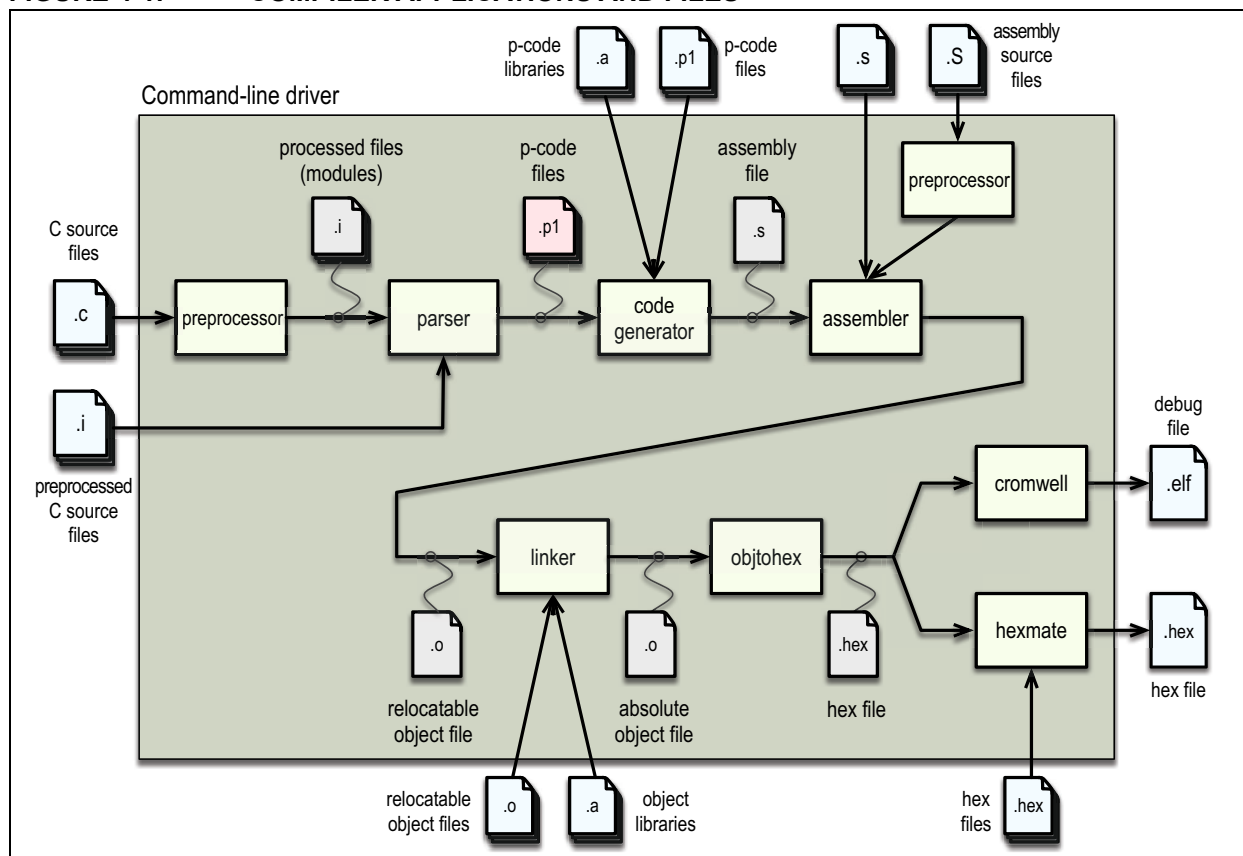 p-code
libraries
.a
.p1
p-code
files
.s
.S
assembly
source
files
Command-line driver
processed files
(modules)
.i
p-code
files
.p1
assembly
file
.s
preprocessor
C source
files
.c
preprocessor
parser
code
generator
assembler
.i
preprocessed
C source
files
debug
file
cromwell
.elf
linker
objtohex
hexmate
.hex
hex file
.o
relocatable
object file
.o
absolute
object file
.hex
hex file
relocatable
object files
.o
.a
object
libraries
hex
files
.hex